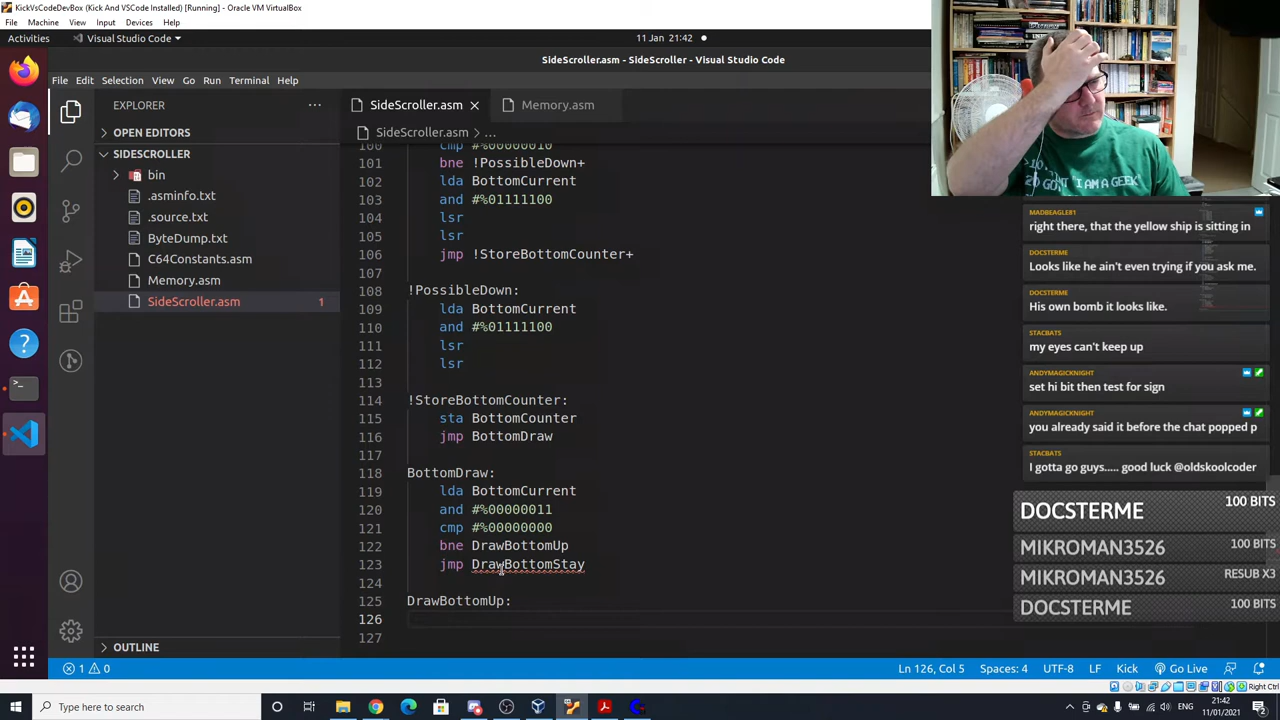 KickVsCodeDevBox (Kick And VSCode Installed) [Running] - Oracle VM VirtualBox
File Machine View Input Devices Help
Activities Visual Studio Code 11 Jan 21:42
SideScroller.asm - SideScroller - Visual Studio Code
File Edit Selection View Go Run Terminal Help
EXPLORER
OPEN EDITORS
SIDESCROLLER
bin
.asminfo.txt
.source.txt
ByteDump.txt
C64Constants.asm
Memory.asm
SideScroller.asm 1
OUTLINE
SideScroller.asm Memory.asm
SideScroller.asm > ...
100 cmp #%00000010
101 bne !PossibleDown+
102 lda BottomCurrent
103 and #%01111100
104 lsr
105 lsr
106 jmp !StoreBottomCounter+
107
108 !PossibleDown:
109 lda BottomCurrent
110 and #%01111100
111 lsr
112 lsr
113
114 !StoreBottomCounter:
115 sta BottomCounter
116 jmp BottomDraw
117
118 BottomDraw:
119 lda BottomCurrent
120 and #%00000011
121 cmp #%00000000
122 bne DrawBottomUp
123 jmp DrawBottomStay
124
125 DrawBottomUp:
126
127
MADBEAGLE81
right there, that the yellow ship is sitting in
DOCSTERME
Looks like he ain't even trying if you ask me.
DOCSTERME
His own bomb it looks like.
STACBATS
my eyes can't keep up
ANDYMAGICKNIGHT
set hi bit then test for sign
ANDYMAGICKNIGHT
you already said it before the chat popped p
STACBATS
I gotta go guys..... good luck @oldskoolcoder
DOCSTERME 100 BITS
MIKROMAN3526 100 BITS
MIKROMAN3526 RESUB X3
DOCSTERME 100 BITS
1 0 Ln 126, Col 5 Spaces: 4 UTF-8 LF Kick Go Live
Right Ctrl
Type here to search
21:42
11/01/2021
"I AM A GEEK"